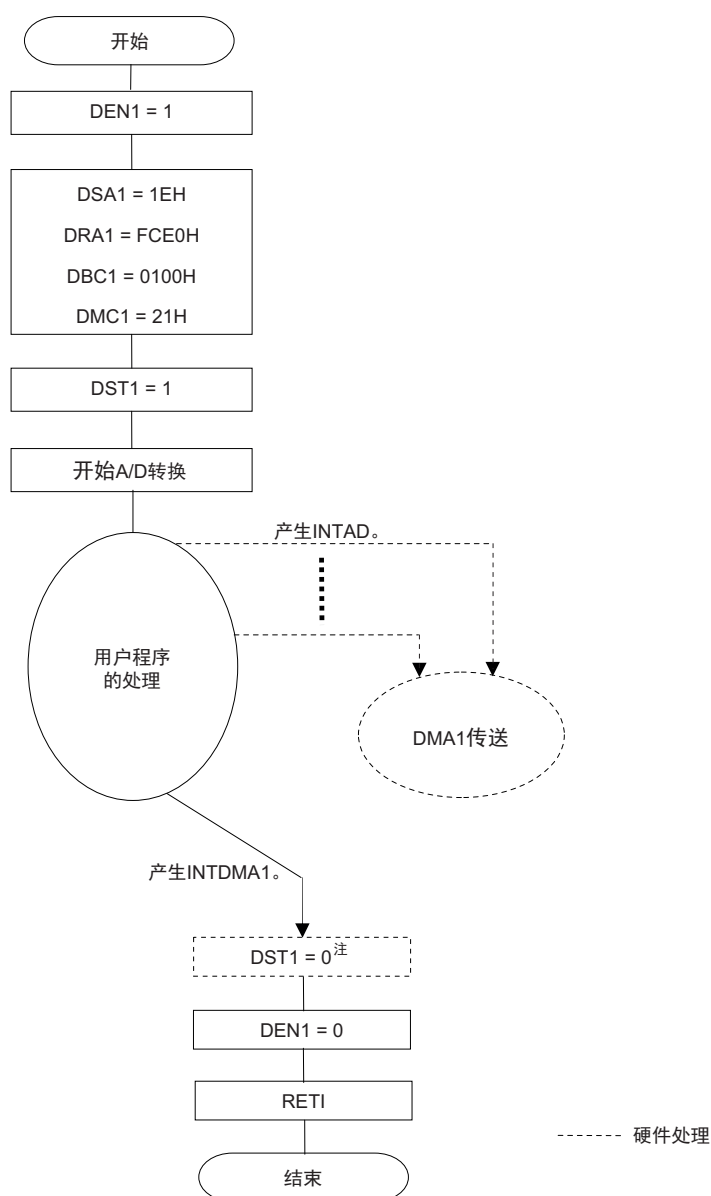 开始
DEN1 = 1
DSA1 = 1EH
DRA1 = FCE0H
DBC1 = 0100H
DMC1 = 21H
DST1 = 1
开始A/D转换
产生INTAD。
用户程序
的处理
DMA1传送
产生INTDMA1。
DST1 = 0注
DEN1 = 0
RETI
硬件处理
结束